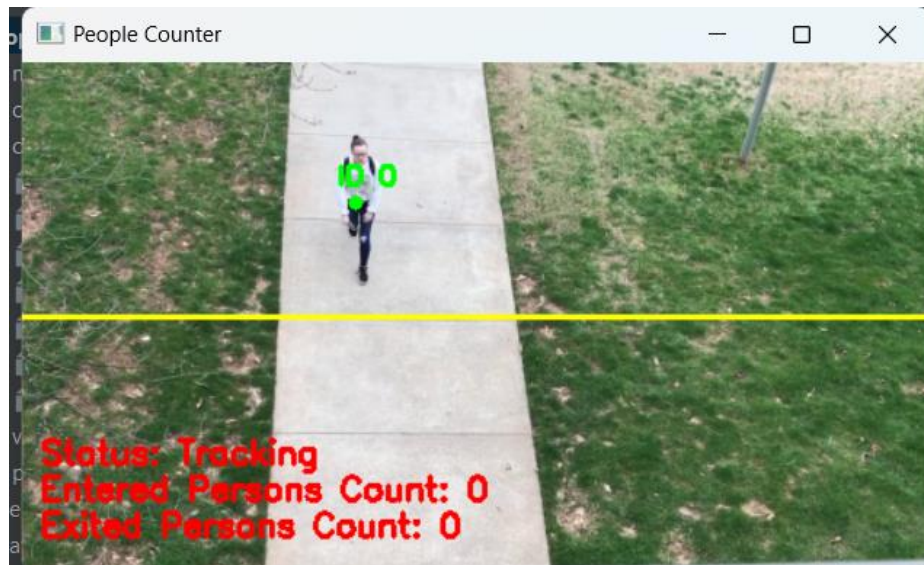 People Counter
ID 0
Status: Tracking
Entered Persons Count: 0
Exited Persons Count: 0